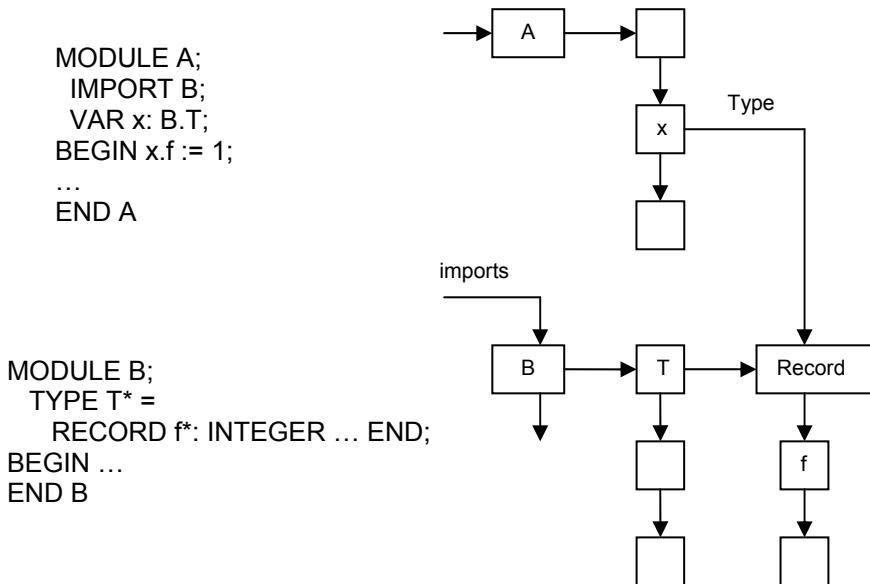 MODULE A;
IMPORT B;
VAR x: B.T;
BEGIN x.f := 1;
…
END A
A
x
Type
imports
MODULE B;
TYPE T* =
RECORD f*: INTEGER … END;
BEGIN …
END B
B
T
Record
f